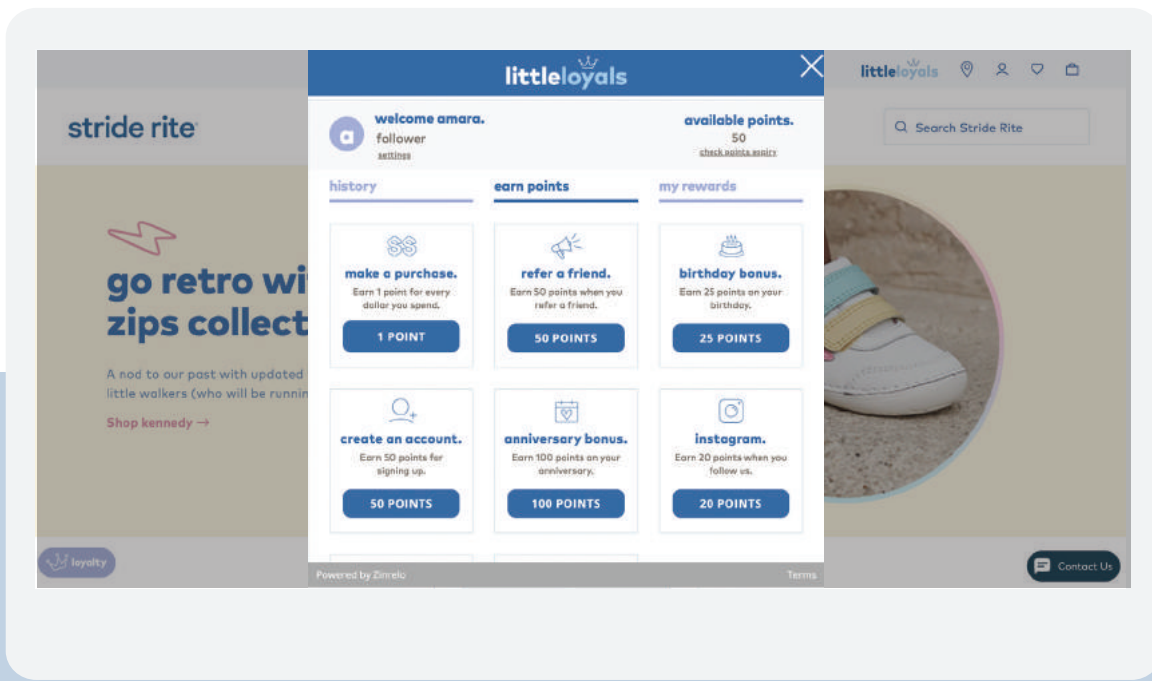 littleloyals
littleloyals
stride rite
Search Stride Rite
welcome amara.
a
follower
settings
available points.
50
check points expiry
history
earn points
my rewards
go retro wi
zips collect
A nod to our past with updated
little walkers (who will be runnin
Shop kennedy →
make a purchase.
Earn 1 point for every
dollar you spend.
1 POINT
refer a friend.
Earn 50 points when you
refer a friend.
50 POINTS
birthday bonus.
Earn 25 points on your
birthday.
25 POINTS
create an account.
Earn 50 points for
signing up.
50 POINTS
anniversary bonus.
Earn 100 points on your
anniversary.
100 POINTS
instagram.
Earn 20 points when you
follow us.
20 POINTS
loyalty
Powered by Zinrelo
Terms
Contact Us